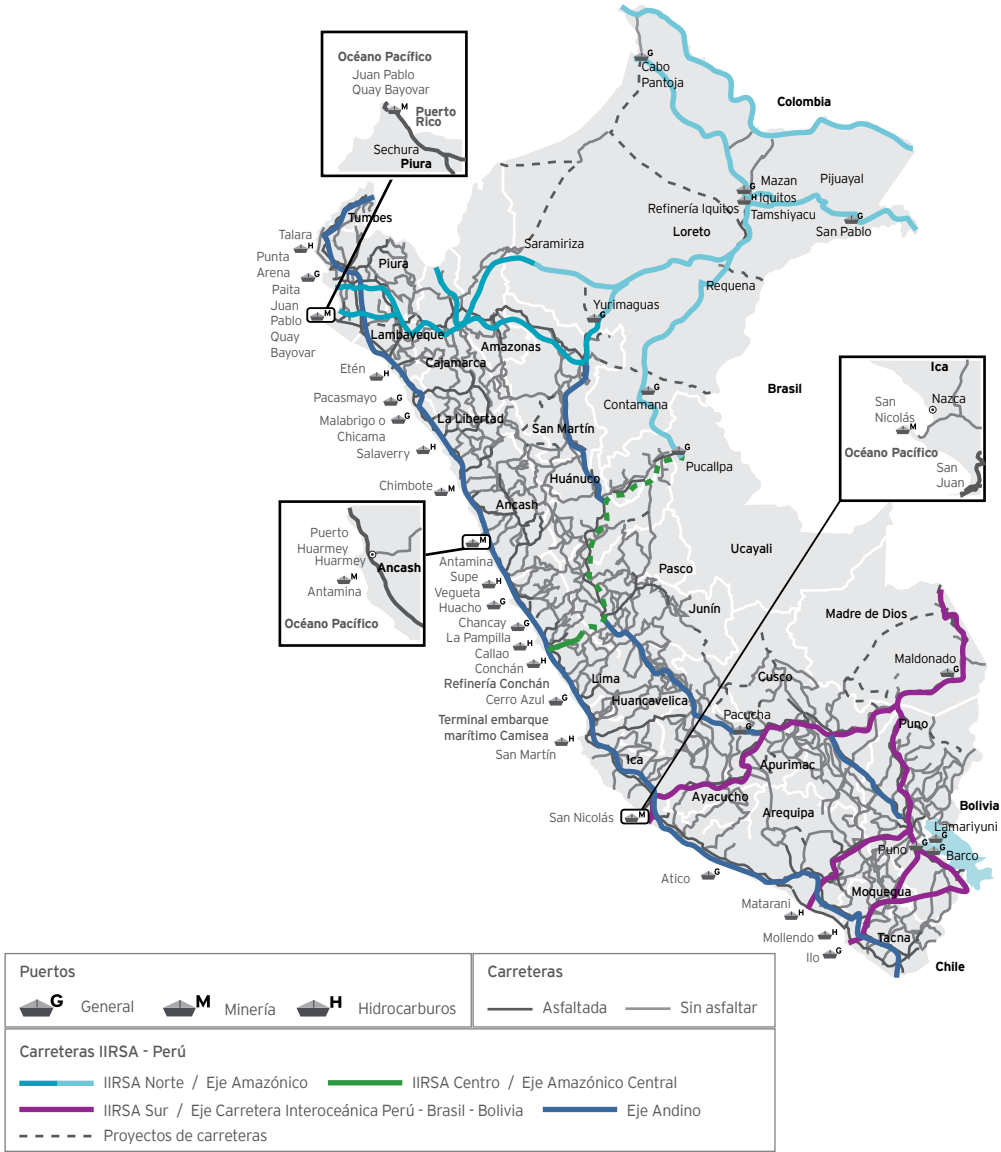 Océano Pacífico
Juan Pablo
Quay Bayovar
M
Puerto
Rico
Sechura
Piura
G
Cabo
Pantoja
Colombia
G
Mazan
Pijuayal
H
Iquitos
Refinería Iquitos
Tamshiyacu
G
San Pablo
Loreto
Tumbes
Talara
H
Punta
Arena
G
Piura
Saramiriza
Paita
Juan
Pablo
M
Quay
Bayovar
Requena
Yurimaguas
G
Lambayeque
Amazonas
Cajamarca
Etén
H
Brasil
Pacasmayo
G
Contamana
G
Malabrigo o
Chicama
G
La Libertad
San Martín
Salaverry
H
Pucallpa
G
Chimbote
M
Huánuco
Ancash
Ica
San
Nicolás
M
Nazca
Océano Pacífico
San
Juan
Puerto
Huarmey
Huarmey
M
Antamina
Ancash
Océano Pacífico
M
Antamina
Supe
H
Vegueta
Huacho
G
Chancay
G
La Pampilla
H
Callao
Conchán
H
Refinería Conchán
Cerro Azul
G
Terminal embarque
marítimo Camisea
H
San Martín
Ucayali
Pasco
Junín
Madre de Dios
Maldonado
G
Lima
Cusco
Huancavelica
Pacucha
G
Puno
Ica
Apurimac
Ayacucho
San Nicolás
M
Arequipa
Bolivia
Lamariyuni
G
Puno
G
G
Barco
Atico
G
Moquegua
Matarani
H
Mollendo
H
Tacna
Ilo
G
Chile
Puertos
G General
M Minería
H Hidrocarburos
Carreteras
Asfaltada
Sin asfaltar
Carreteras IIRSA - Perú
IIRSA Norte / Eje Amazónico
IIRSA Centro / Eje Amazónico Central
IIRSA Sur / Eje Carretera Interoceánica Perú - Brasil - Bolivia
Eje Andino
Proyectos de carreteras